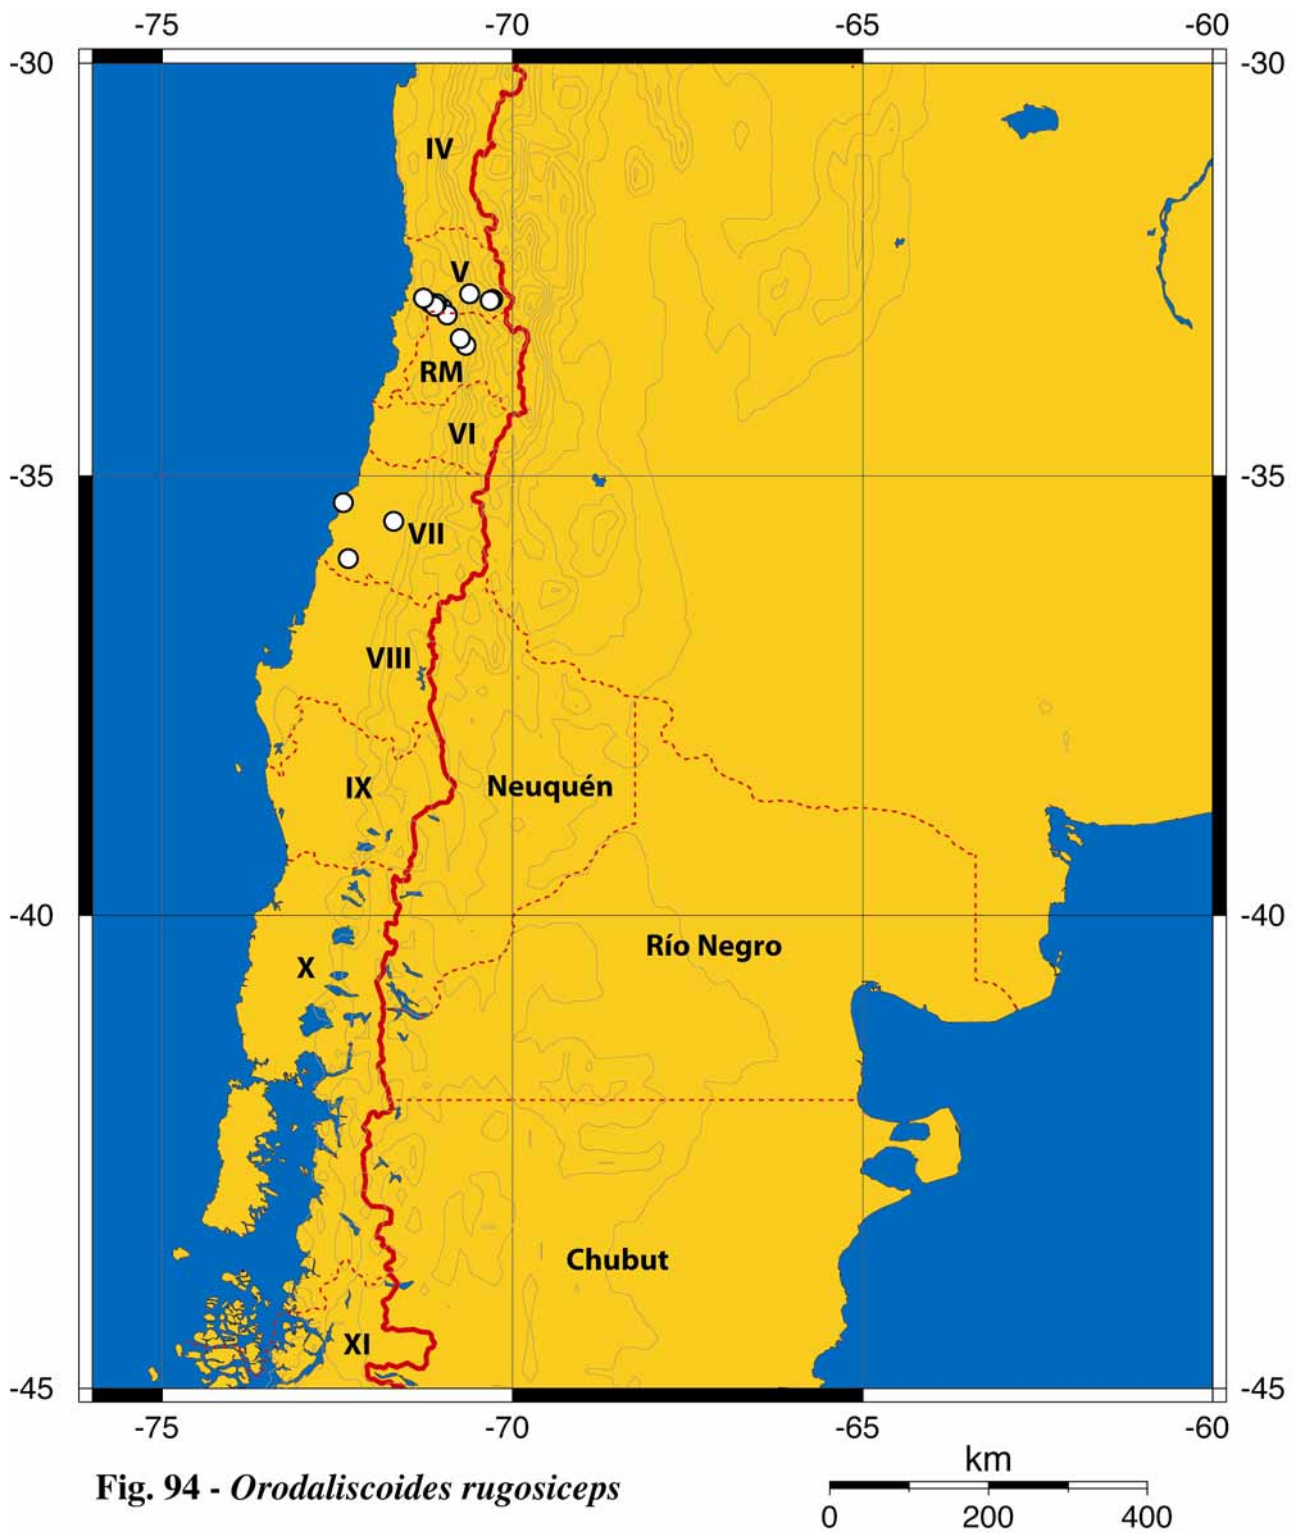 -75 -70 -65 -60
-30 -30
IV
V
RM
VI
-35 -35
VII
VIII
IX Neuquén
-40 -40
Río Negro
X
Chubut
XI
-45 -45
-75 -70 -65 -60
km
Fig. 94 - Orodaliscoides rugosiceps
0 200 400